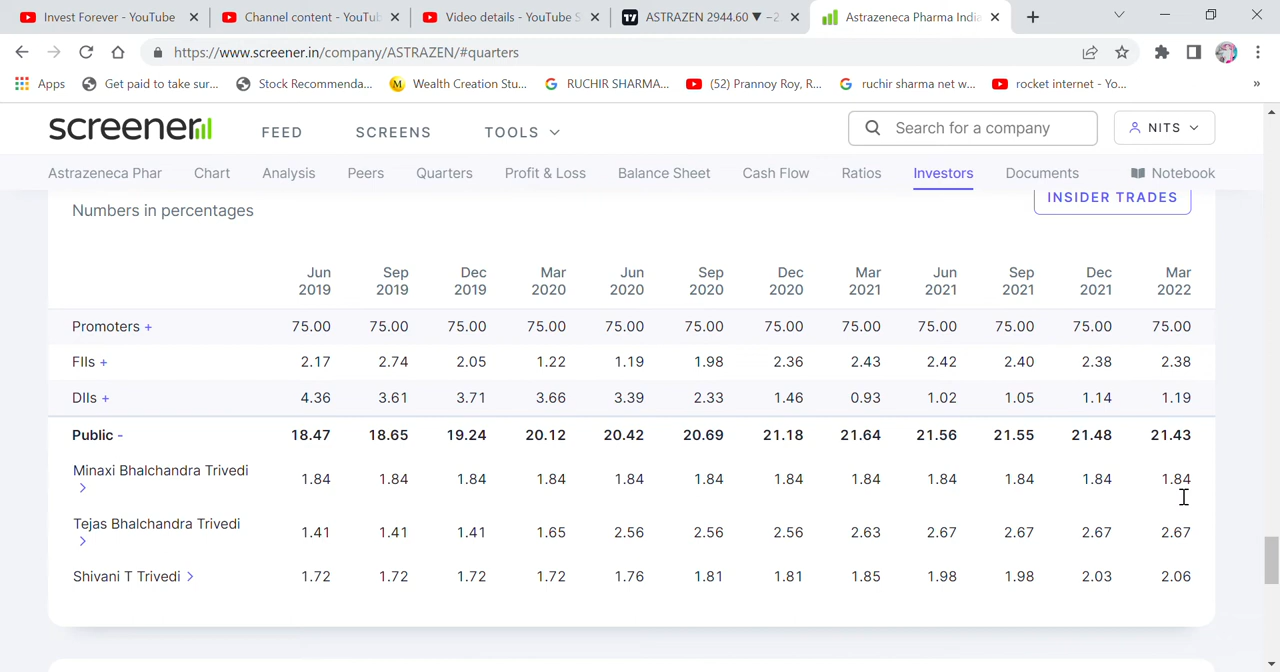 Invest Forever - YouTube
Channel content - YouTub
Video details - YouTube S
ASTRAZEN 2944.60 ▼ −2
Astrazeneca Pharma India
https://www.screener.in/company/ASTRAZEN/#quarters
Apps
Get paid to take sur...
Stock Recommenda...
Wealth Creation Stu...
RUCHIR SHARMA...
(52) Prannoy Roy, R...
ruchir sharma net w...
rocket internet - Yo...
»
screener
FEED
SCREENS
TOOLS
Search for a company
NITS
Astrazeneca Phar
Chart
Analysis
Peers
Quarters
Profit & Loss
Balance Sheet
Cash Flow
Ratios
Investors
Documents
Notebook
Numbers in percentages
INSIDER TRADES
Jun 2019 Sep 2019 Dec 2019 Mar 2020 Jun 2020 Sep 2020 Dec 2020 Mar 2021 Jun 2021 Sep 2021 Dec 2021 Mar 2022
Promoters + 75.00 75.00 75.00 75.00 75.00 75.00 75.00 75.00 75.00 75.00 75.00 75.00
FIIs + 2.17 2.74 2.05 1.22 1.19 1.98 2.36 2.43 2.42 2.40 2.38 2.38
DIIs + 4.36 3.61 3.71 3.66 3.39 2.33 1.46 0.93 1.02 1.05 1.14 1.19
Public - 18.47 18.65 19.24 20.12 20.42 20.69 21.18 21.64 21.56 21.55 21.48 21.43
Minaxi Bhalchandra Trivedi 1.84 1.84 1.84 1.84 1.84 1.84 1.84 1.84 1.84 1.84 1.84 1.84
Tejas Bhalchandra Trivedi 1.41 1.41 1.41 1.65 2.56 2.56 2.56 2.63 2.67 2.67 2.67 2.67
Shivani T Trivedi 1.72 1.72 1.72 1.72 1.76 1.81 1.81 1.85 1.98 1.98 2.03 2.06